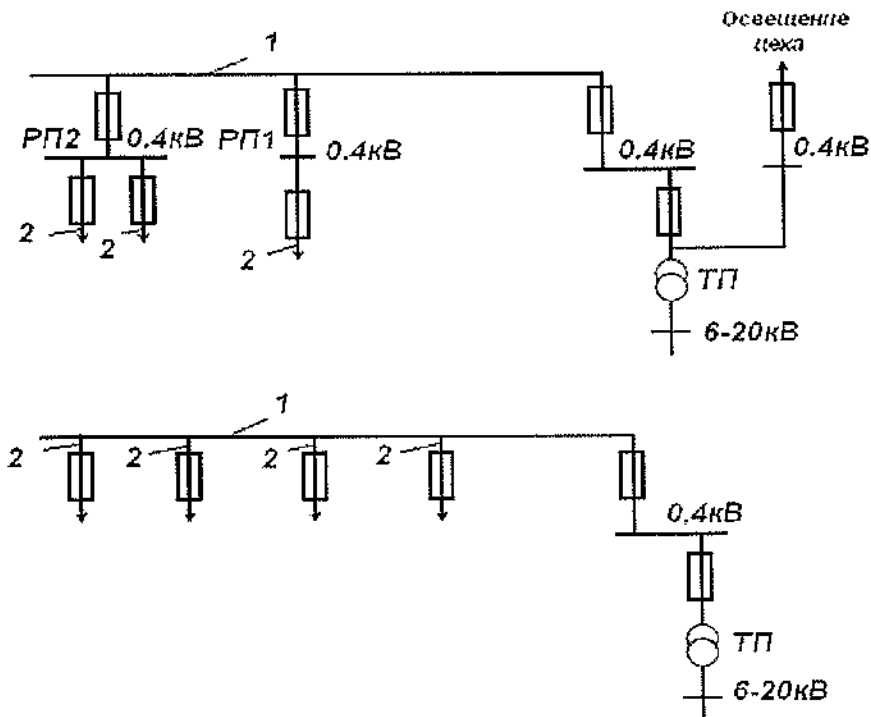 Освещение
цеха
1
РП2
0.4кВ
РП1
0.4кВ
0.4кВ
0.4кВ
2
2
2
ТП
6-20кВ
1
2
2
2
2
0,4кВ
ТП
6-20кВ